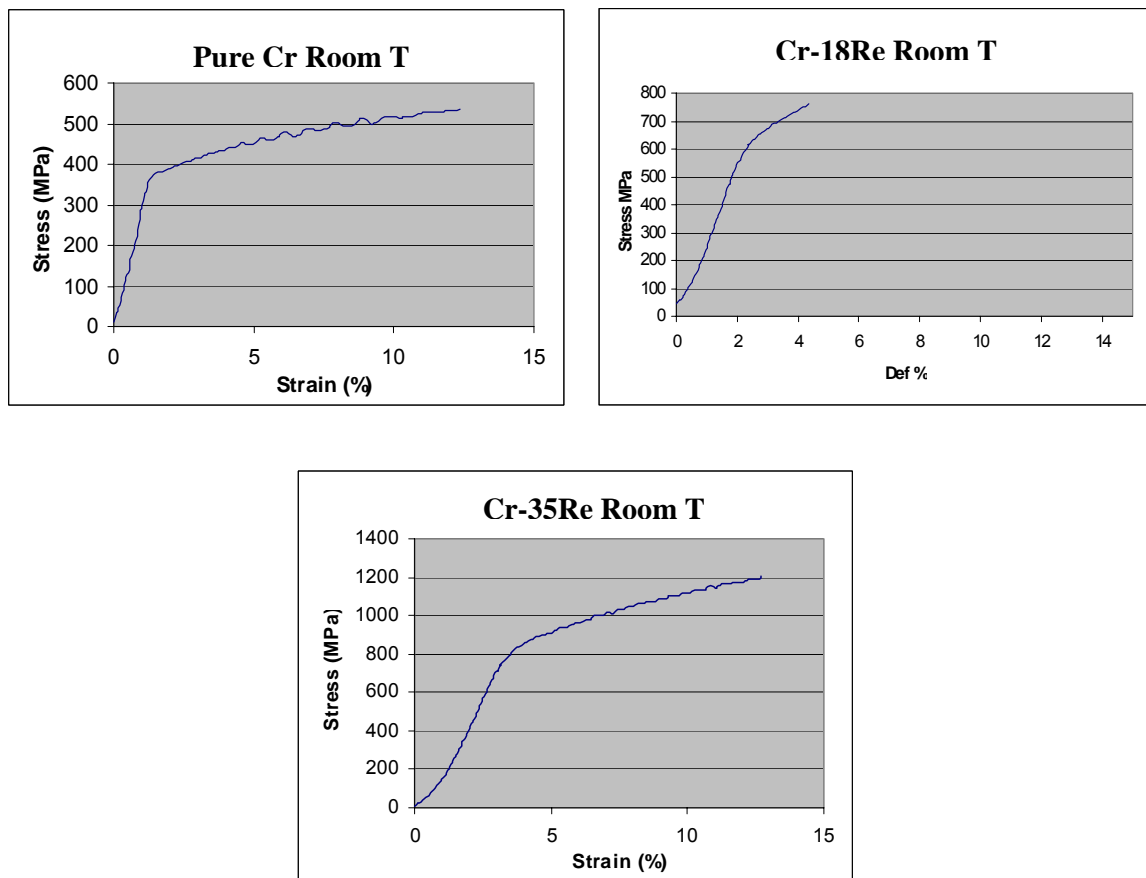 Pure Cr Room T
600
500
400
300
200
100
0
Stress (MPa)
0 5 10 15
Strain (%)
Cr-18Re Room T
800
700
600
500
400
300
200
100
0
Stress MPa
0 2 4 6 8 10 12 14
Def %
Cr-35Re Room T
1400
1200
1000
800
600
400
200
0
Stress (MPa)
0 5 10 15
Strain (%)